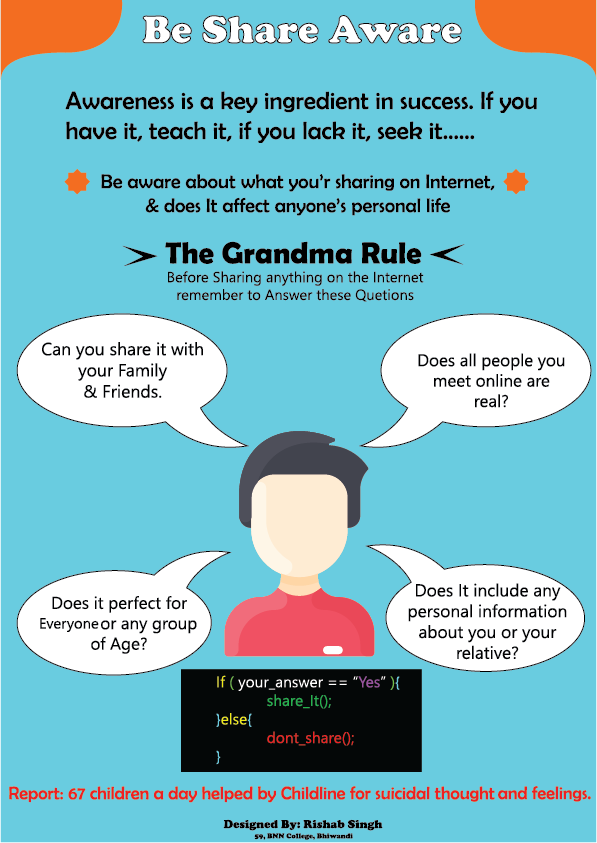 Be Share Aware
Awareness is a key ingredient in success. If you
have it, teach it, if you lack it, seek it......
Be aware about what you'r sharing on Internet,
& does It affect anyone's personal life
The Grandma Rule
Before Sharing anything on the Internet
remember to Answer these Quetions
Can you share it with
your Family
& Friends.
Does all people you
meet online are
real?
Does it perfect for
Everyone or any group
of Age?
Does It include any
personal information
about you or your
relative?
If ( your_answer == “Yes” ){
share_It();
}else{
dont_share();
}
Report: 67 children a day helped by Childline for suicidal thought and feelings.
Designed By: Rishab Singh
59, BNN College, Bhiwandi